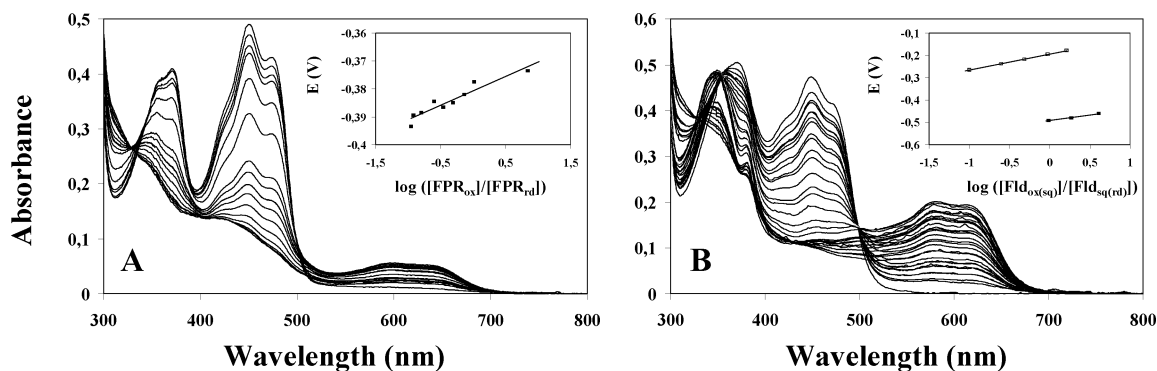 Absorbance
0,5
0,4
0,3
0,2
0,1
0
300 400 500 600 700 800
Wavelength (nm)
A
E (V)
-0,36
-0,37
-0,38
-0,39
-0,4
-1,5 -0,5 0,5 1,5
log ([FPRox]/[FPRrd])
0,6
0,5
0,4
0,3
0,2
0,1
0
300 400 500 600 700 800
Wavelength (nm)
B
E (V)
-0,1
-0,2
-0,3
-0,4
-0,5
-0,6
-1,5 -1 -0,5 0 0,5 1
log ([Fldox(sq)]/[Fldsq(rd)])